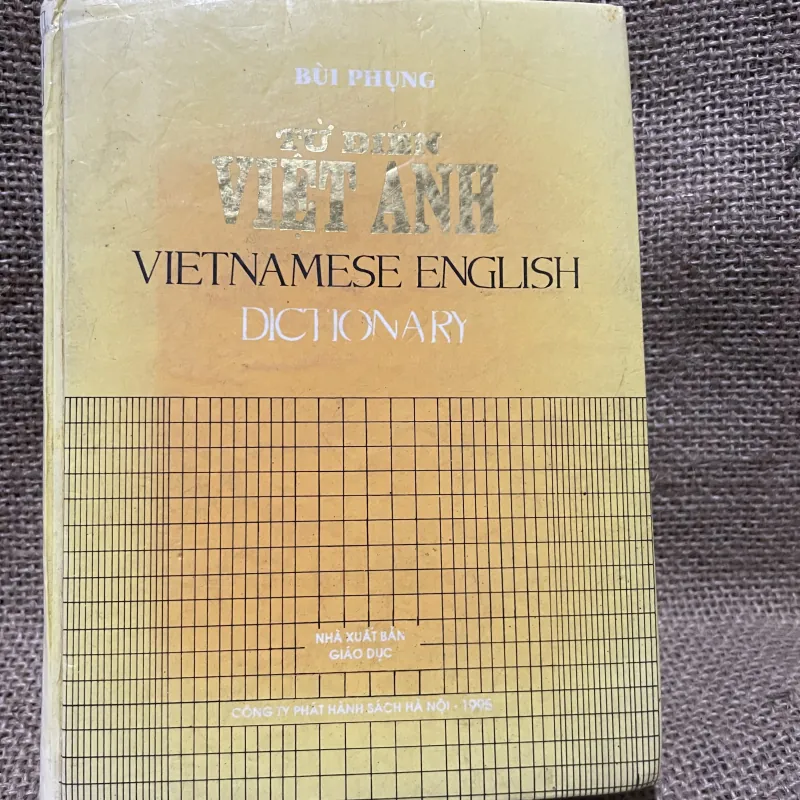 BÙI PHỤNG
TỪ ĐIỂN
VIỆT ANH
VIETNAMESE ENGLISH
DICTIONARY
NHÀ XUẤT BẢN
GIÁO DỤC
CÔNG TY PHÁT HÀNH SÁCH HÀ NỘI - 1995